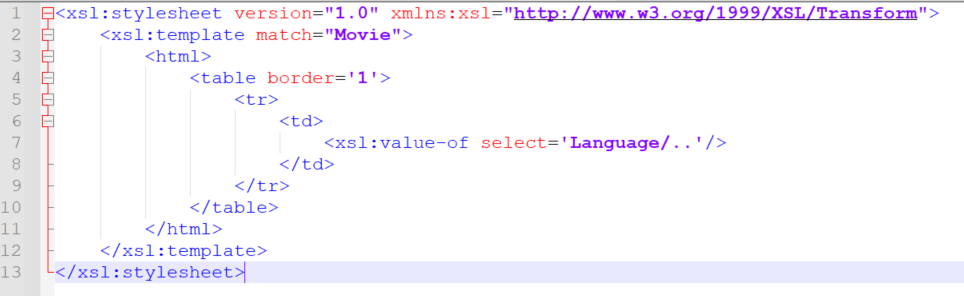 1 <xsl:stylesheet version="1.0" xmlns:xsl="http://www.w3.org/1999/XSL/Transform">
2 <xsl:template match="Movie">
3 <html>
4 <table border='1'>
5 <tr>
6 <td>
7 <xsl:value-of select='Language/..'/>
8 </td>
9 </tr>
10 </table>
11 </html>
12 </xsl:template>
13 </xsl:stylesheet>